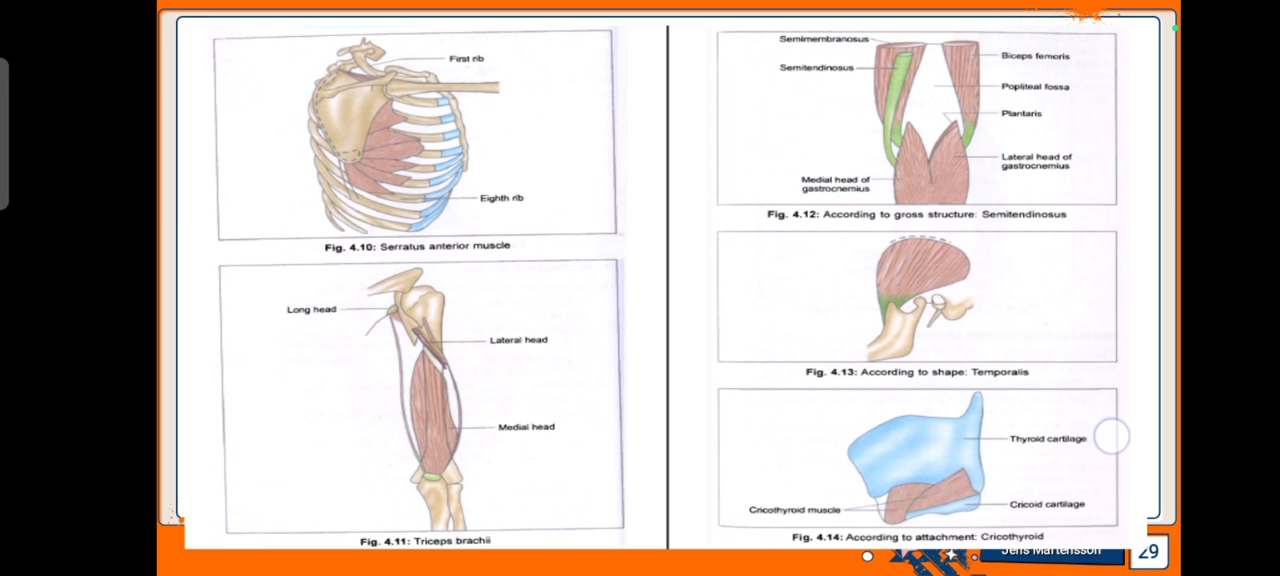 First rib
Eighth rib
Fig. 4.10: Serratus anterior muscle
Long head
Lateral head
Medial head
Fig. 4.11: Triceps brachii
Semimembranosus
Semitendinosus
Biceps femoris
Popliteal fossa
Plantaris
Lateral head of
gastrocnemius
Medial head of
gastrocnemius
Fig. 4.12: According to gross structure: Semitendinosus
Fig. 4.13: According to shape: Temporalis
Thyroid cartilage
Cricothyroid muscle
Cricoid cartilage
Fig. 4.14: According to attachment: Cricothyroid
Jens Martensson
29